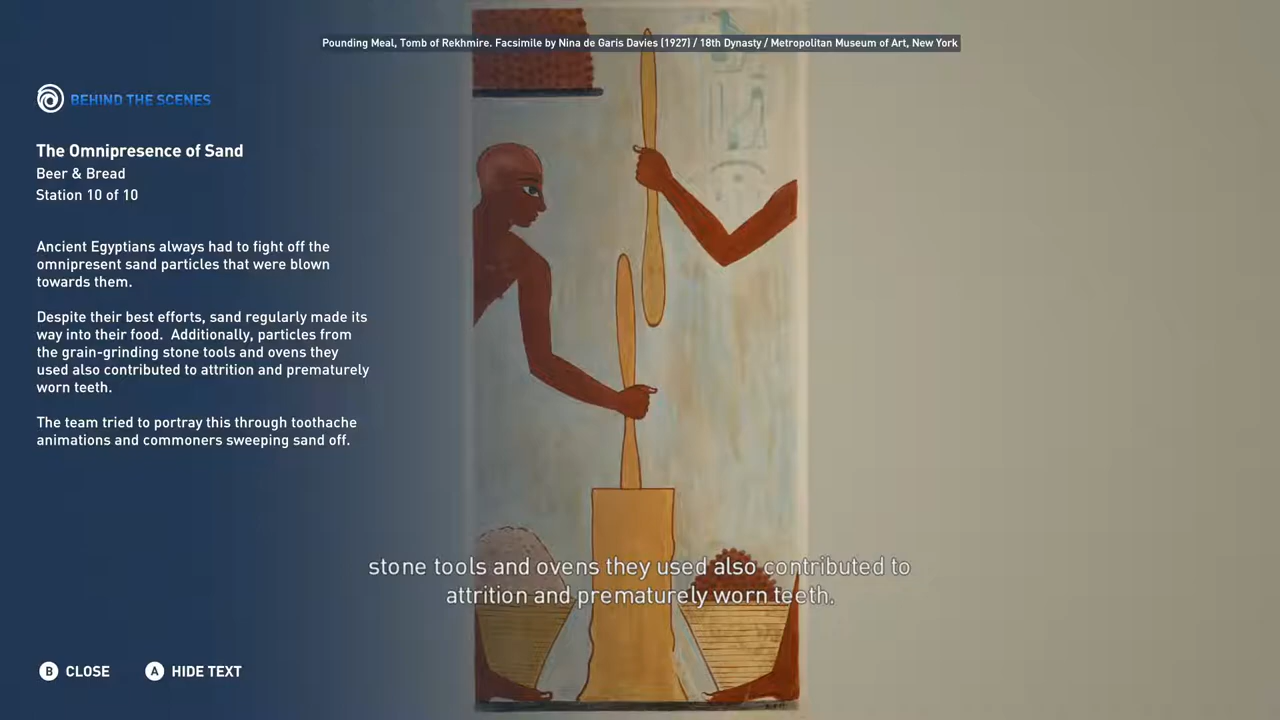 Pounding Meal, Tomb of Rekhmire. Facsimile by Nina de Garis Davies (1927) / 18th Dynasty / Metropolitan Museum of Art, New York
BEHIND THE SCENES
The Omnipresence of Sand
Beer & Bread
Station 10 of 10
Ancient Egyptians always had to fight off the
omnipresent sand particles that were blown
towards them.
Despite their best efforts, sand regularly made its
way into their food.  Additionally, particles from
the grain-grinding stone tools and ovens they
used also contributed to attrition and prematurely
worn teeth.
The team tried to portray this through toothache
animations and commoners sweeping sand off.
stone tools and ovens they used also contributed to
attrition and prematurely worn teeth.
B CLOSE
A HIDE TEXT